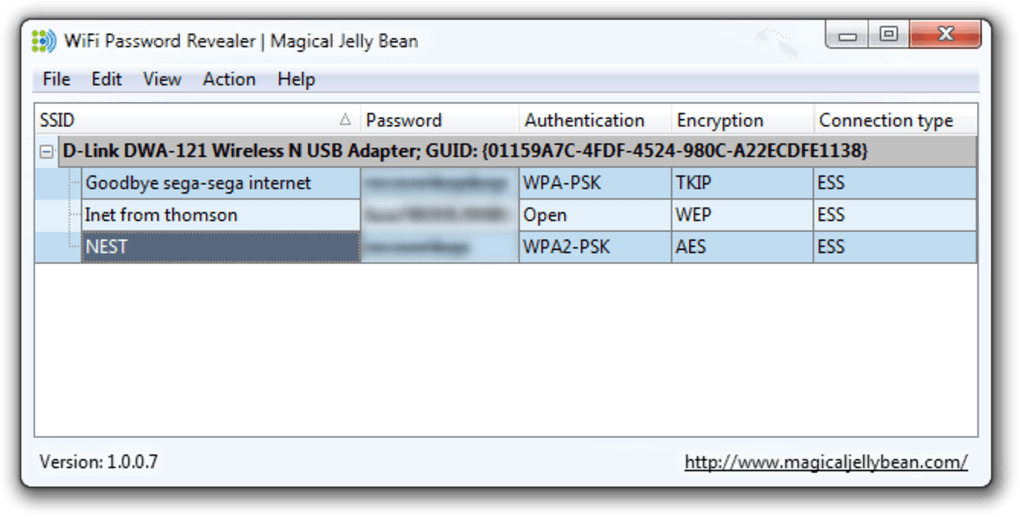 WiFi Password Revealer | Magical Jelly Bean
File Edit View Action Help
SSID Password Authentication Encryption Connection type
D-Link DWA-121 Wireless N USB Adapter; GUID: {01159A7C-4FDF-4524-980C-A22ECDFE1138}
Goodbye sega-sega internet WPA-PSK TKIP ESS
Inet from thomson Open WEP ESS
NEST WPA2-PSK AES ESS
Version: 1.0.0.7 http://www.magicaljellybean.com/